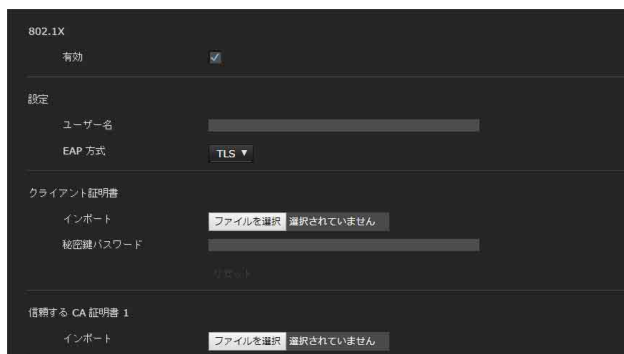 802.1X
有効
設定
ユーザー名
EAP 方式 TLS ▼
クライアント証明書
インポート ファイルを選択 選択されていません
秘密鍵パスワード
リセット
信頼する CA 証明書 1
インポート ファイルを選択 選択されていません